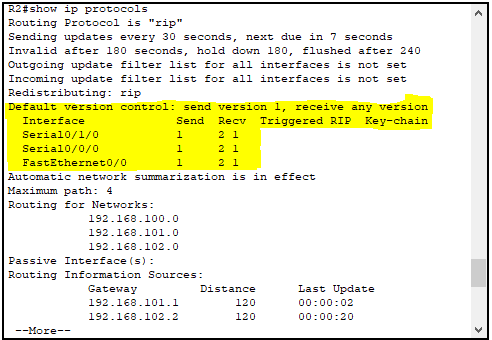 R2#show ip protocols
Routing Protocol is "rip"
Sending updates every 30 seconds, next due in 7 seconds
Invalid after 180 seconds, hold down 180, flushed after 240
Outgoing update filter list for all interfaces is not set
Incoming update filter list for all interfaces is not set
Redistributing: rip
Default version control: send version 1, receive any version
Interface Send Recv Triggered RIP Key-chain
Serial0/1/0 1 2 1
Serial0/0/0 1 2 1
FastEthernet0/0 1 2 1
Automatic network summarization is in effect
Maximum path: 4
Routing for Networks:
192.168.100.0
192.168.101.0
192.168.102.0
Passive Interface(s):
Routing Information Sources:
Gateway Distance Last Update
192.168.101.1 120 00:00:02
192.168.102.2 120 00:00:20
--More--